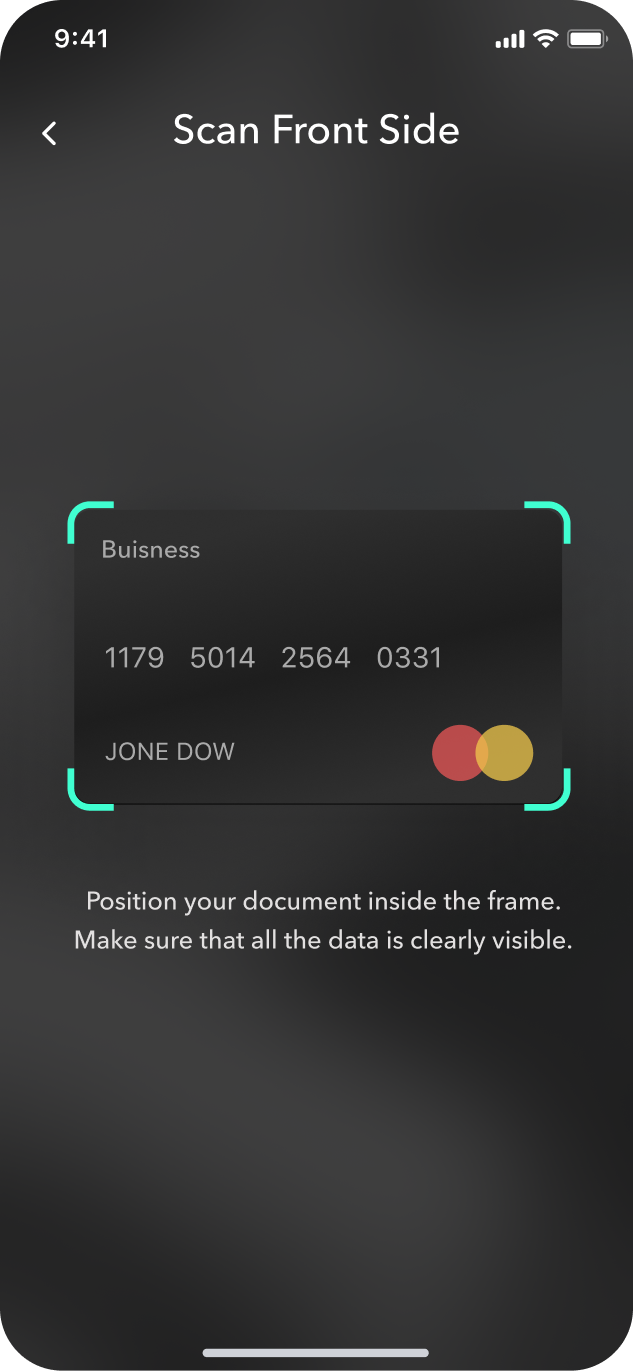 9:41
Scan Front Side
Buisness
1179 5014 2564 0331
JONE DOW
Position your document inside the frame.
Make sure that all the data is clearly visible.